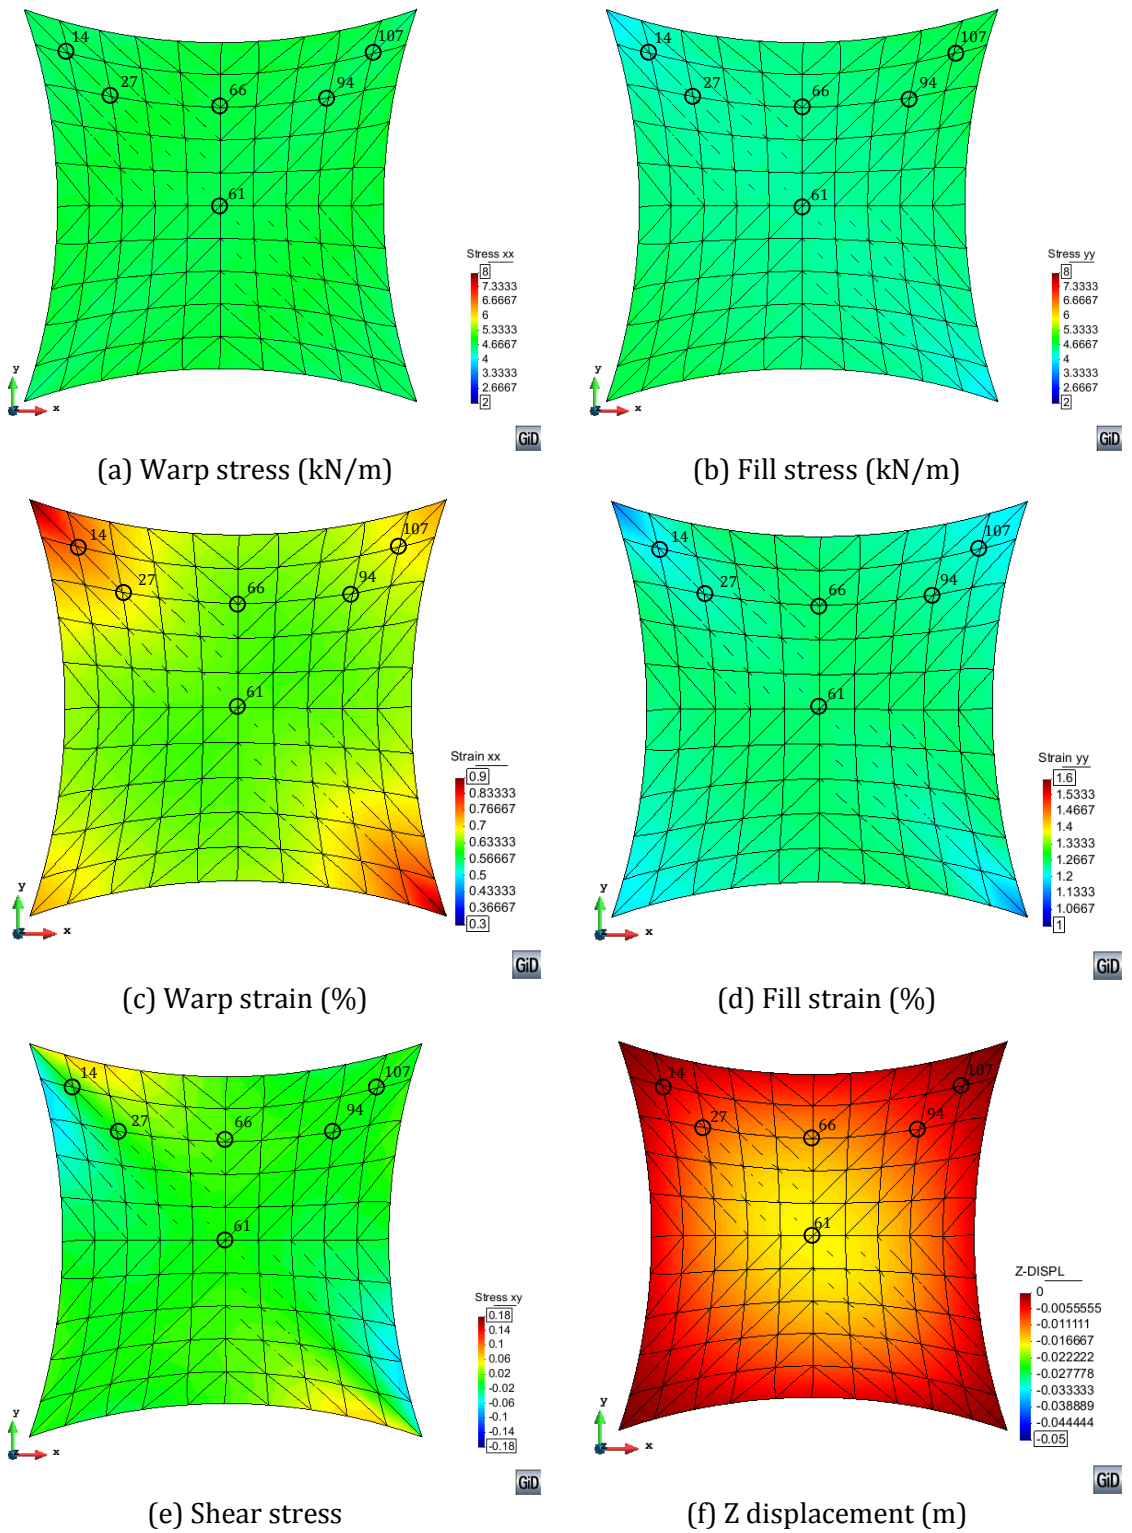 14
107
27
66
94
61
Stress xx
8
7.3333
6.6667
6
5.3333
4.6667
4
3.3333
2.6667
2
y
z
x
GiD
(a) Warp stress (kN/m)
14
107
27
66
94
61
Stress yy
8
7.3333
6.6667
6
5.3333
4.6667
4
3.3333
2.6667
2
y
z
x
GiD
(b) Fill stress (kN/m)
14
107
27
66
94
61
Strain xx
0.9
0.83333
0.76667
0.7
0.63333
0.56667
0.5
0.43333
0.36667
0.3
y
z
x
GiD
(c) Warp strain (%)
14
107
27
66
94
61
Strain yy
1.6
1.5333
1.4667
1.4
1.3333
1.2667
1.2
1.1333
1.0667
1
y
z
x
GiD
(d) Fill strain (%)
14
107
27
66
94
61
Stress xy
0.18
0.14
0.1
0.06
0.02
-0.02
-0.06
-0.1
-0.14
-0.18
y
z
x
GiD
(e) Shear stress
14
107
27
66
94
61
Z-DISPL
0
-0.0055555
-0.011111
-0.016667
-0.022222
-0.027778
-0.033333
-0.038889
-0.044444
-0.05
y
z
x
GiD
(f) Z displacement (m)